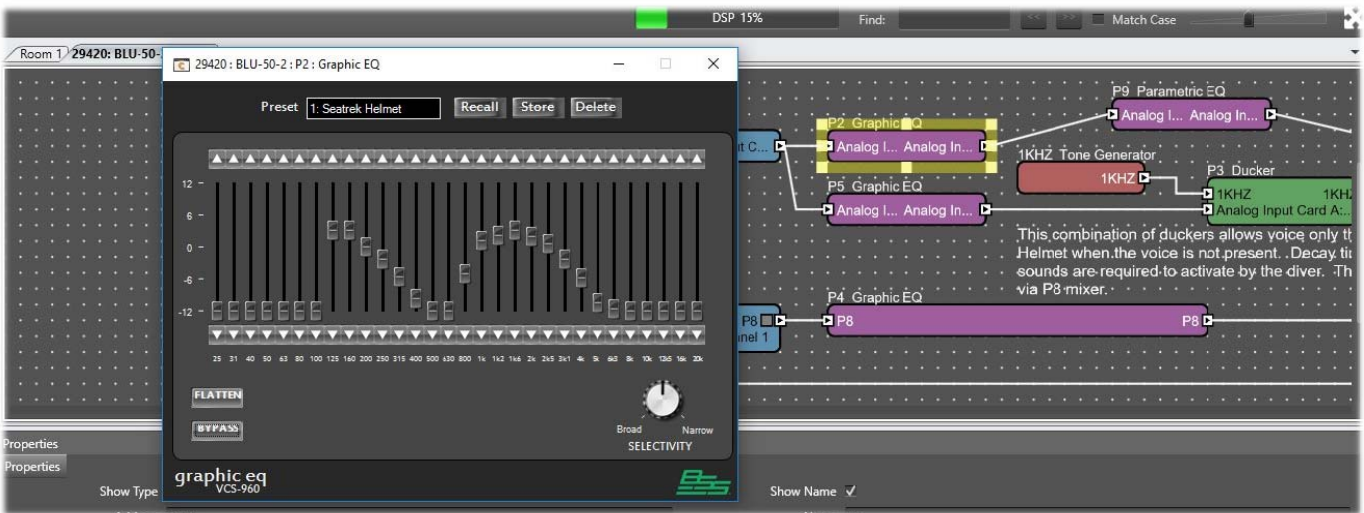 DSP 15%
Find:
<<
>>
Match Case
Room 1
29420: BLU-50-
29420 : BLU-50-2 : P2 : Graphic EQ
Preset 1: Seatrek Helmet Recall Store Delete
12
6
0
-6
-12
25 31 40 50 63 80 100 125 160 200 250 315 400 500 630 800 1k 1k2 1k6 2k 2k5 3k1 4k 5k 6k3 8k 10k 12k5 16k 20k
FLATTEN
BYPASS
Broad Narrow
SELECTIVITY
graphic eq
VCS-960
BSS
P9 Parametric EQ
Analog I... Analog In...
P2 Graphic EQ
ut C...
Analog I... Analog In...
1KHZ Tone Generator
1KHZ
P3 Ducker
1KHZ 1KHZ
Analog Input Card A:...
P5 Graphic EQ
Analog I... Analog In...
This combination of duckers allows voice only th
Helmet when the voice is not present. Decay tim
sounds are required to activate by the diver. Th
via P8 mixer.
P4 Graphic EQ
P8
nnel 1
P8 P8
Properties
Properties
Show Type
Show Name